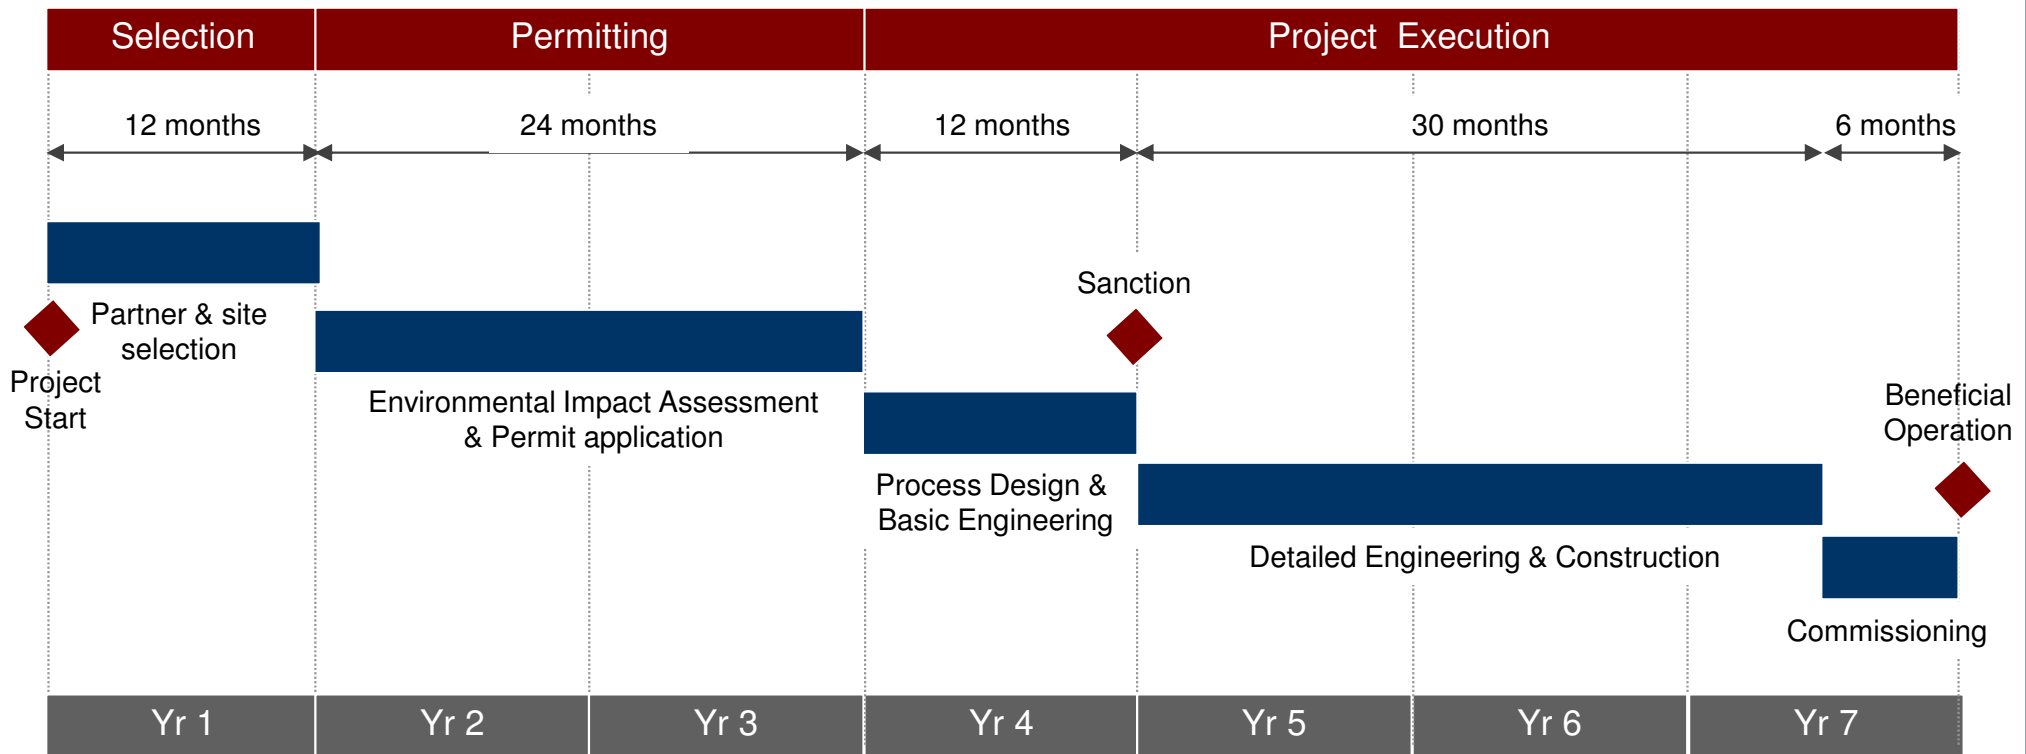 Selection
Permitting
Project Execution
12 months
24 months
12 months
30 months
6 months
Partner & site
selection
Project
Start
Environmental Impact Assessment
& Permit application
Sanction
Process Design &
Basic Engineering
Detailed Engineering & Construction
Beneficial
Operation
Commissioning
Yr 1
Yr 2
Yr 3
Yr 4
Yr 5
Yr 6
Yr 7